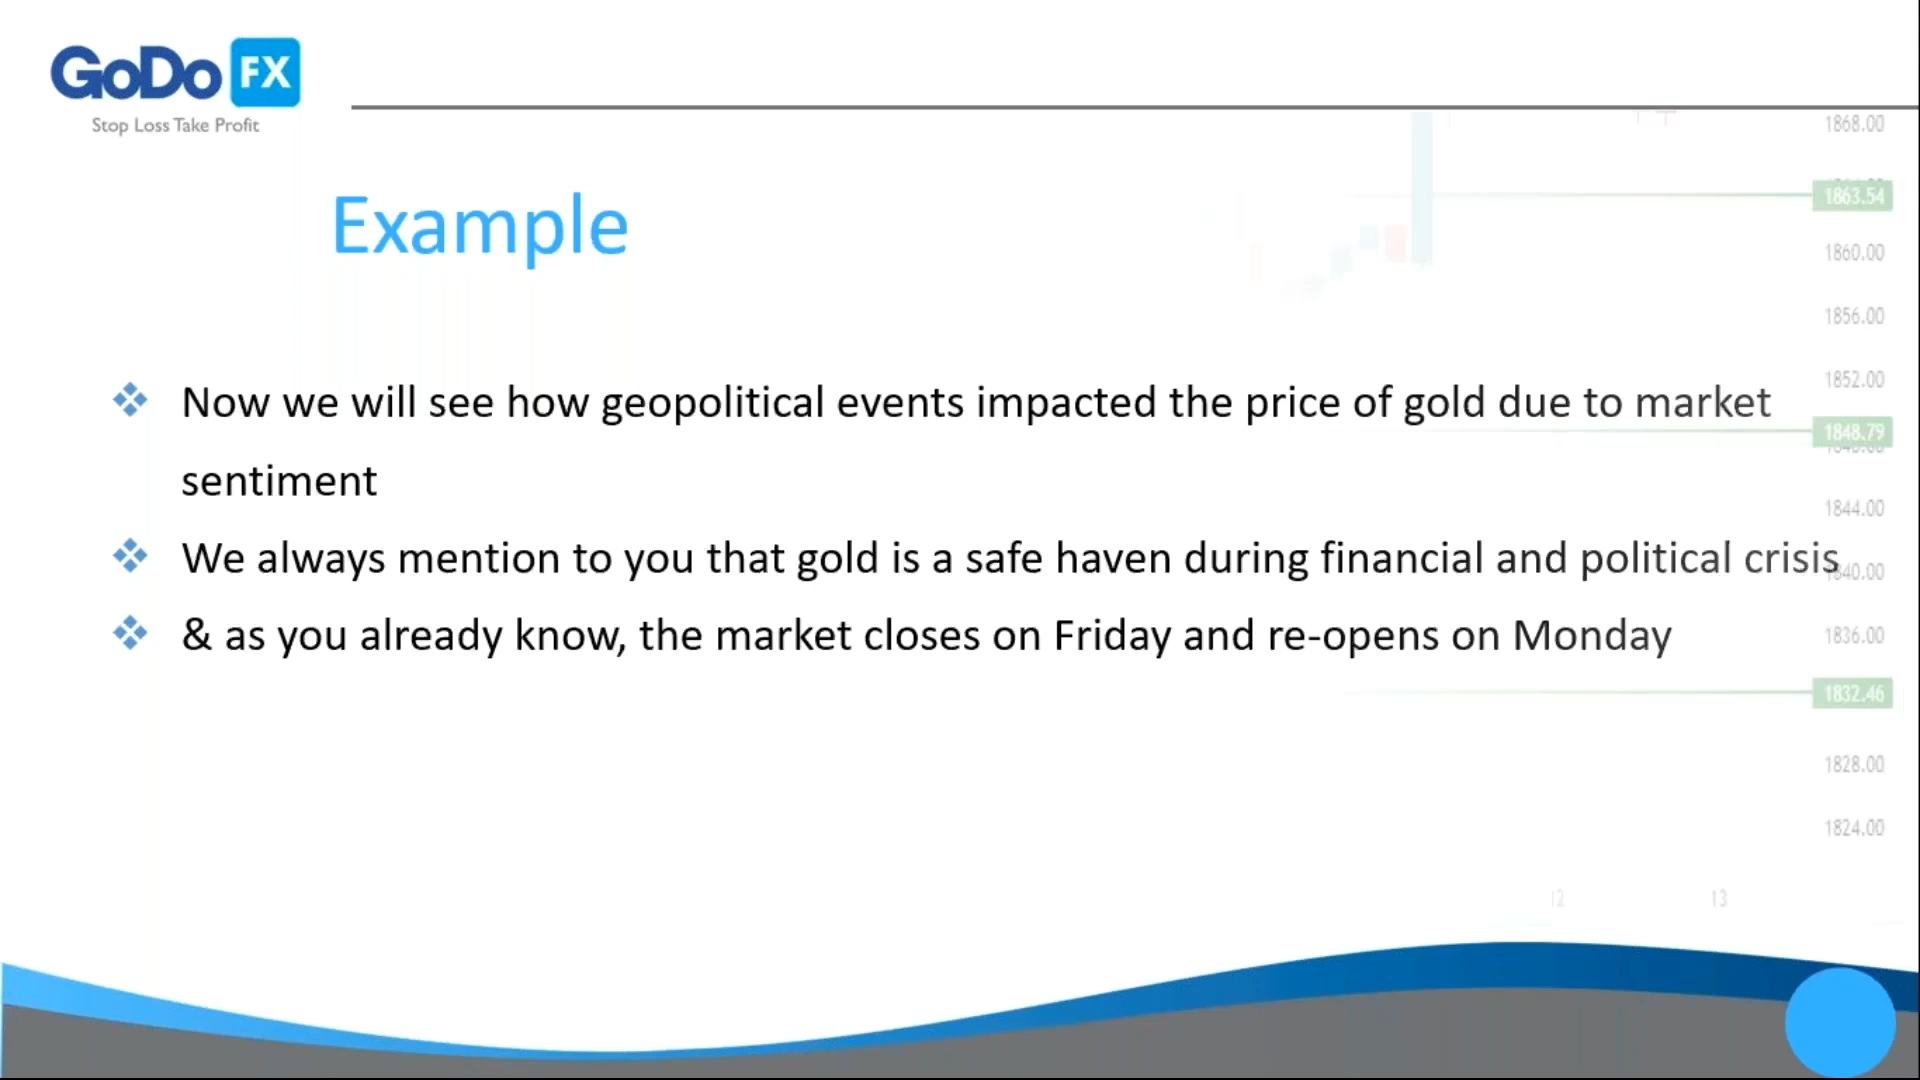 GoDo FX
Stop Loss Take Profit
Example
Now we will see how geopolitical events impacted the price of gold due to market
sentiment
We always mention to you that gold is a safe haven during financial and political crisis
& as you already know, the market closes on Friday and re-opens on Monday
1868.00
1863.54
1860.00
1856.00
1852.00
1848.79
1844.00
1836.00
1832.46
1828.00
1824.00
12
13